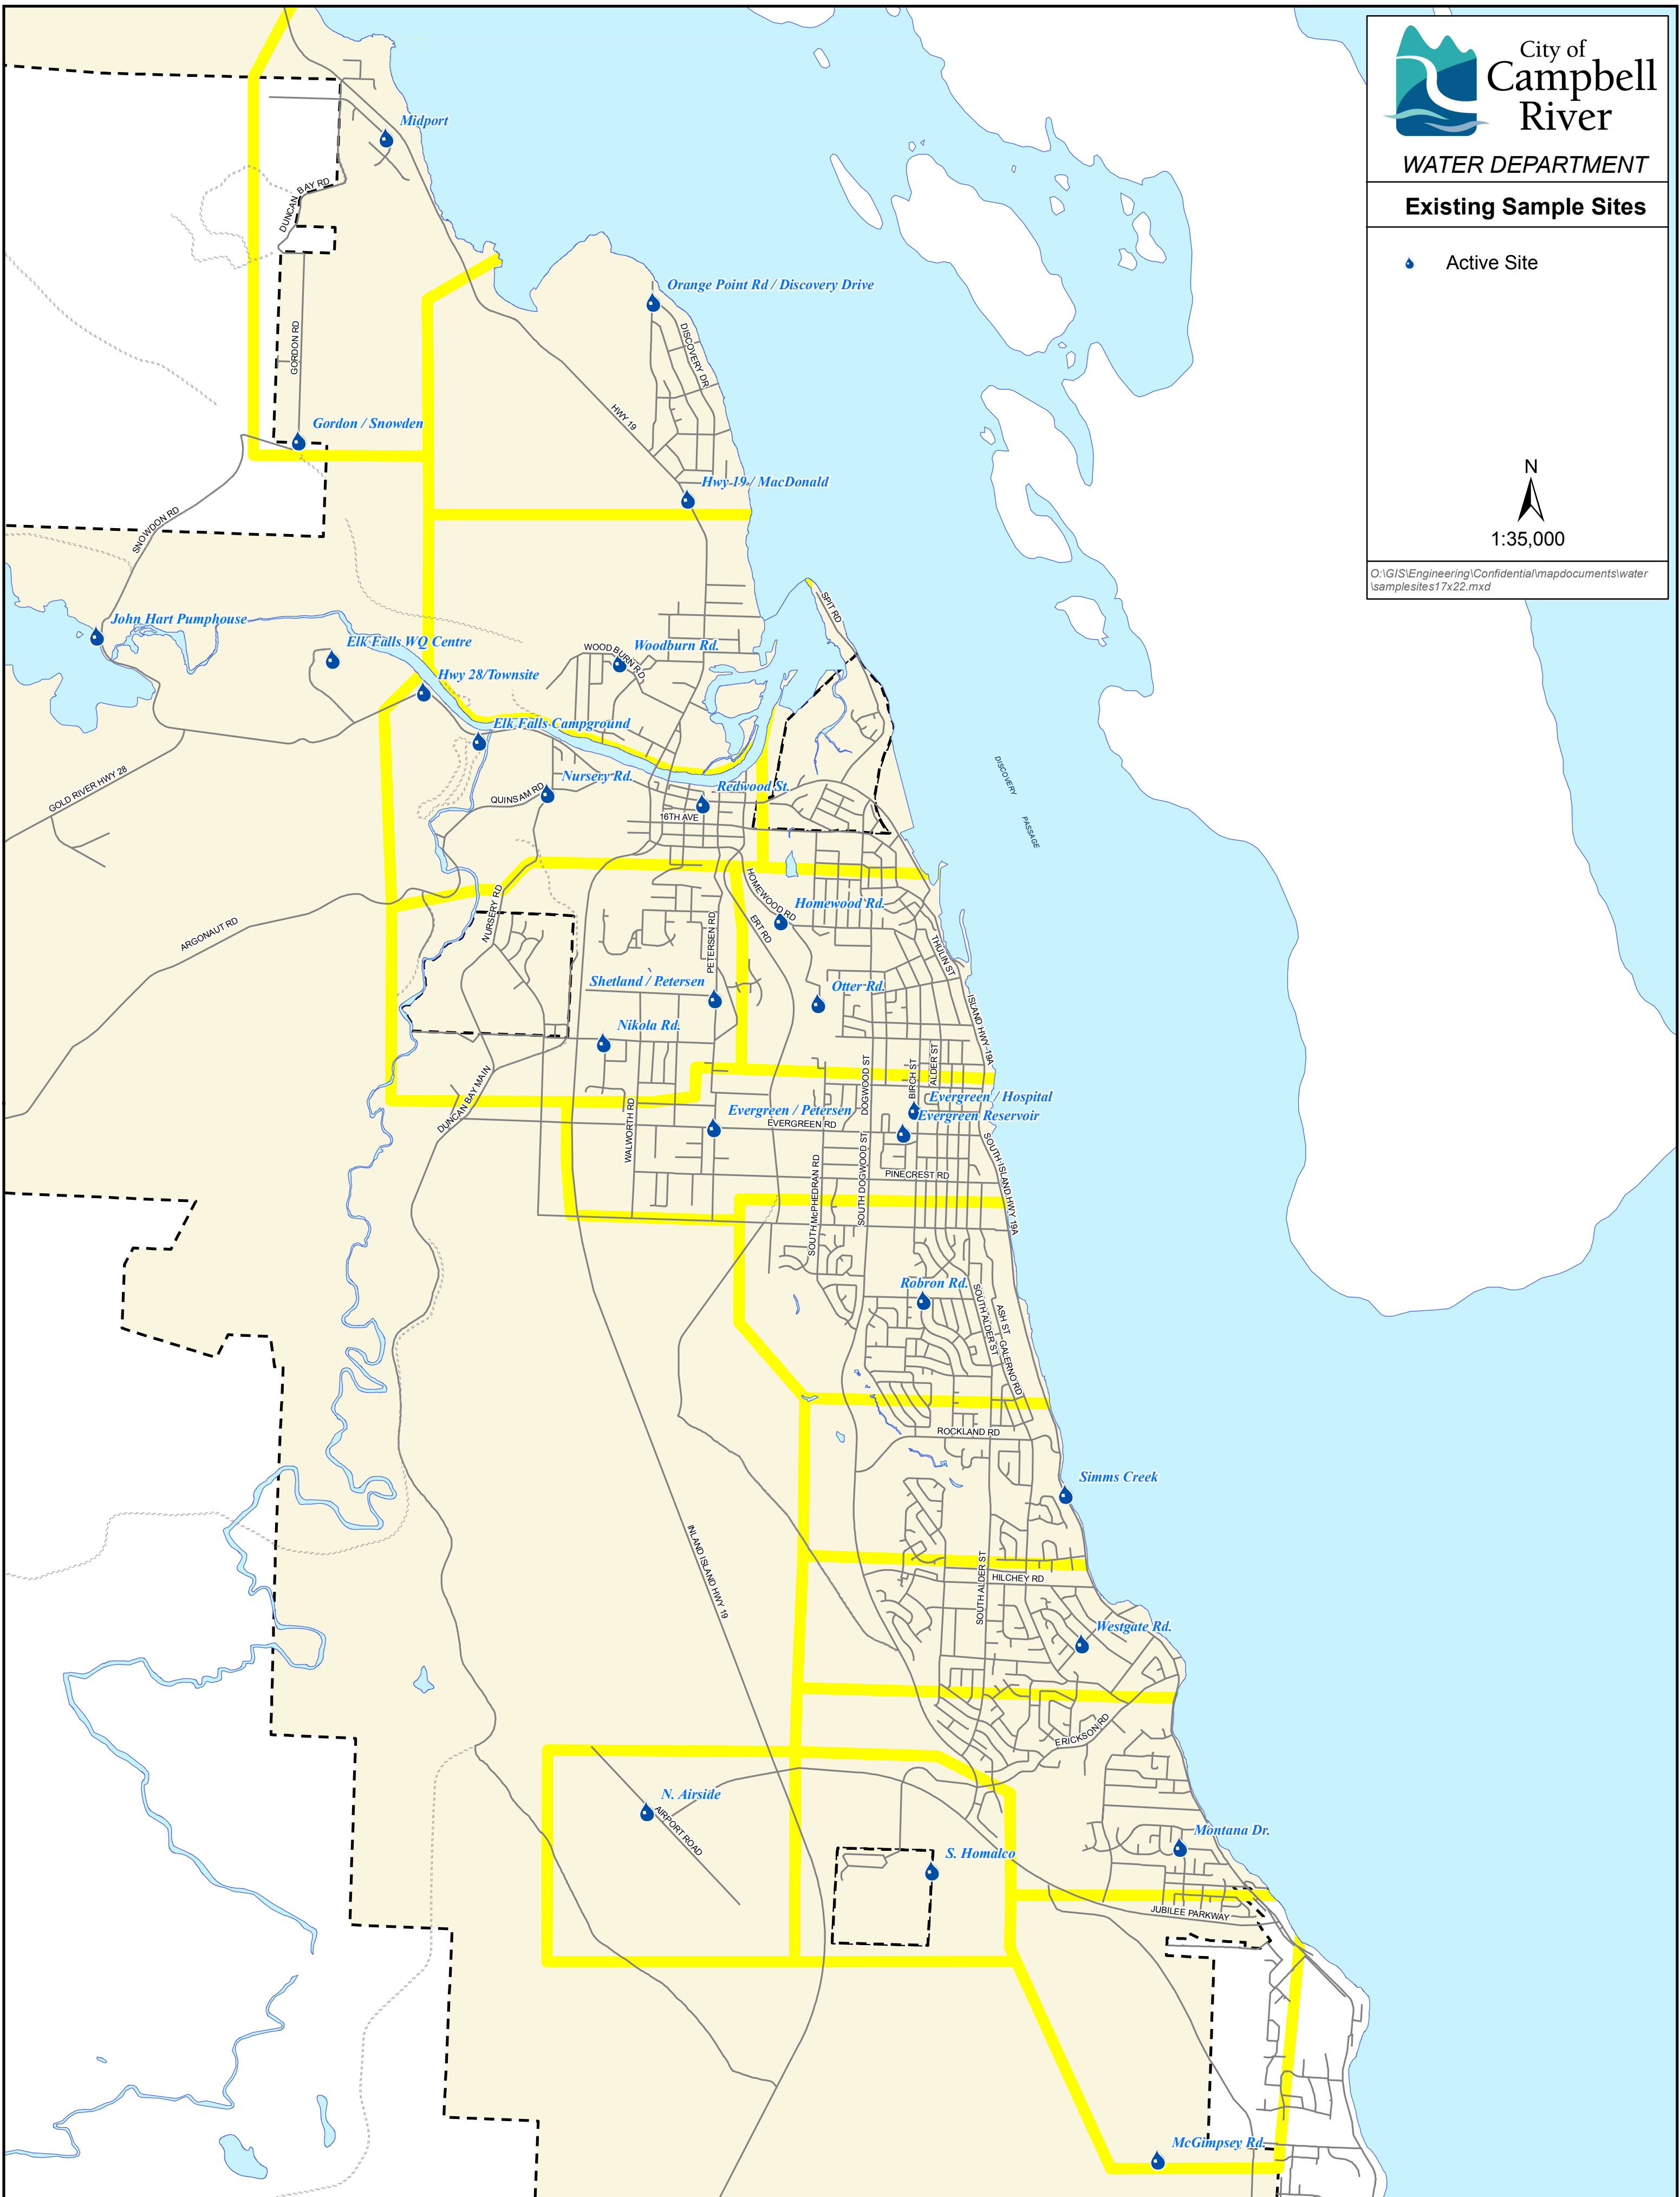 City of
Campbell
River
WATER DEPARTMENT
Existing Sample Sites
Active Site
N
1:35,000
O:\GIS\Engineering\Confidential\mapdocuments\water
\samplesites17x22.mxd
Midport
DUNCAN BAY RD
Orange Point Rd / Discovery Drive
DISCOVERY DR
GORDON RD
HWY 19
Gordon / Snowden
Hwy 19 / MacDonald
SNOWDON RD
SPIT RD
John Hart Pumphouse
Elk Falls WQ Centre
WOODBURN RD
Woodburn Rd.
Hwy 28/Townsite
Elk Falls Campground
GOLD RIVER HWY 28
Nursery Rd.
QUINSAM RD
Redwood St.
16TH AVE
DISCOVERY
PASSAGE
HOMEWOOD RD
Homewood Rd.
NURSERY RD
ARGONAUT RD
PETERSEN RD
ERT RD
THULIN ST
Shetland / Petersen
Otter Rd.
ISLAND HWY 19A
Nikola Rd.
DOGWOOD ST
BIRCH ST
ALDER ST
DUNCAN BAY MAIN
WALWORTH RD
Evergreen / Petersen
EVERGREEN RD
Evergreen / Hospital
Evergreen Reservoir
SOUTH McPHEDRAN RD
SOUTH DOGWOOD ST
PINECREST RD
SOUTH ISLAND HWY 19A
Robron Rd.
SOUTH ALDER ST
ASH ST
GALERNO RD
ROCKLAND RD
Simms Creek
INLAND ISLAND HWY 19
SOUTH ALDER ST
HILCHEY RD
Westgate Rd.
ERICKSON RD
N. Airside
AIRPORT ROAD
Montana Dr.
S. Homalco
JUBILEE PARKWAY
McGimpsey Rd.